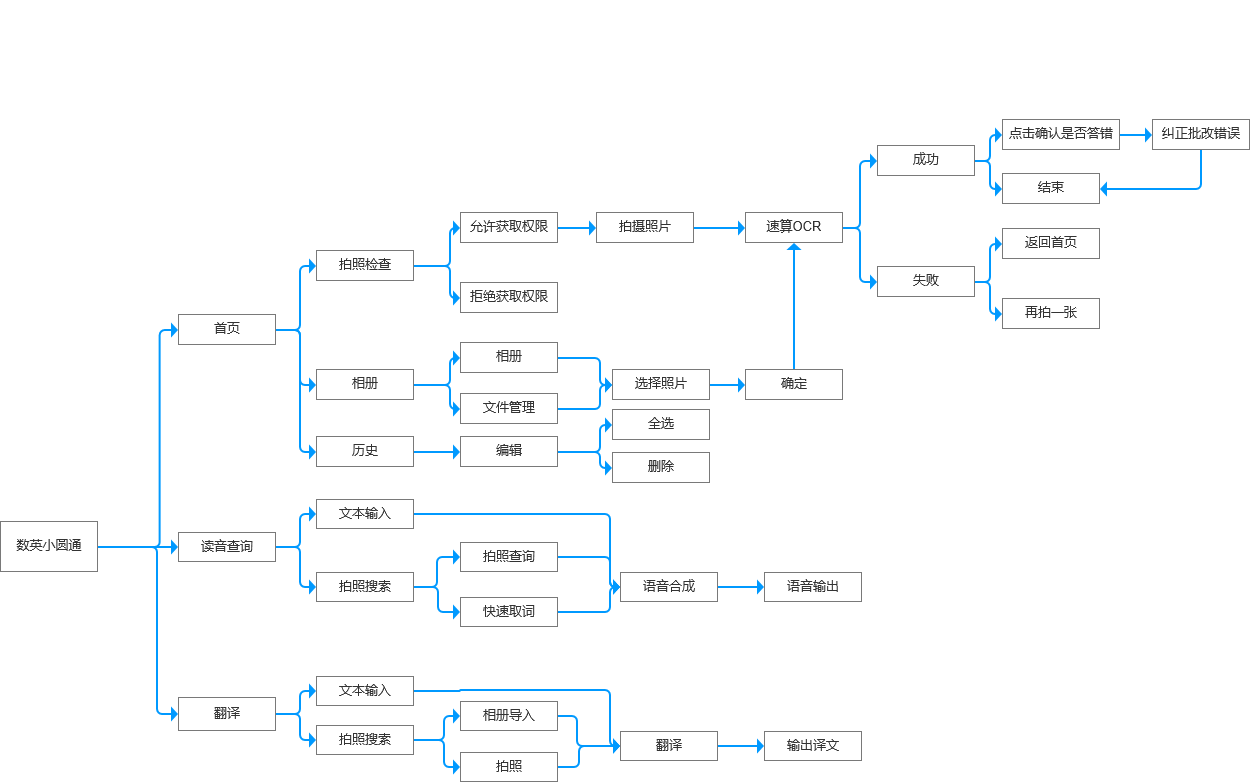 点击确认是否答错
纠正批改错误
成功
结束
允许获取权限
拍摄照片
速算OCR
返回首页
拍照检查
失败
拒绝获取权限
再拍一张
首页
相册
相册
选择照片
确定
文件管理
全选
历史
编辑
删除
文本输入
数英小圆通
读音查询
拍照查询
拍照搜索
语音合成
语音输出
快速取词
文本输入
翻译
相册导入
拍照搜索
翻译
输出译文
拍照